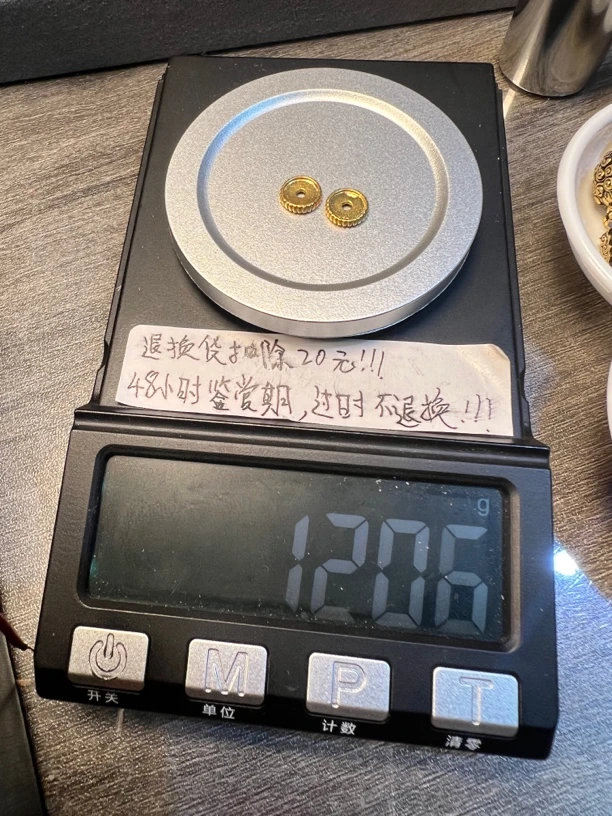 退换货扣除20元!!!
48小时鉴赏期,过时不退换!!!
g
1206
M P T
开关 单位 计数 清零